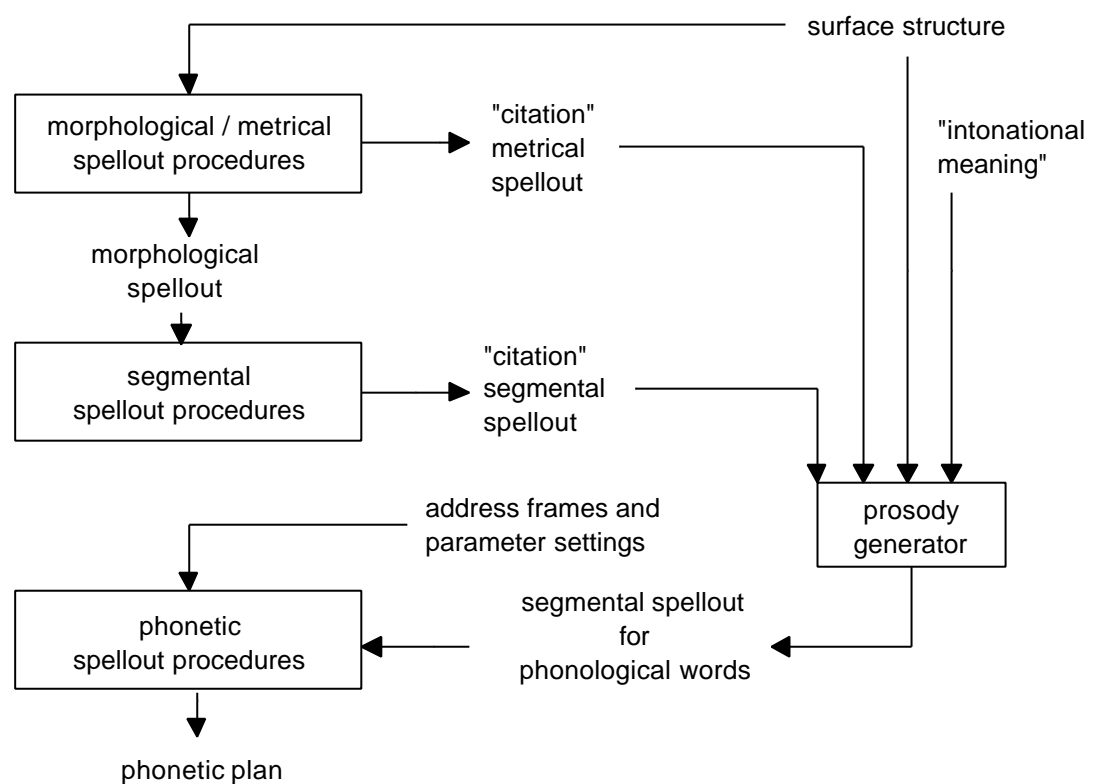 surface structure
morphological / metrical
spellout procedures
"citation"
metrical
spellout
"intonational
meaning"
morphological
spellout
segmental
spellout procedures
"citation"
segmental
spellout
address frames and
parameter settings
prosody
generator
phonetic
spellout procedures
segmental spellout
for
phonological words
phonetic plan